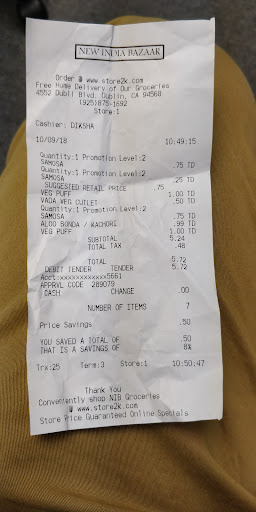 NEW INDIA BAZAAR
Order @ www.store2k.com
Free Home Delivery of Our Groceries
4552 Dubll Blvd. Dublin, CA 94568
(925)875-1692
Store:1
Cashier: DIKSHA
10/09/18 10:49:15
Quantity:1 Promotion Level:2
SAMOSA .75 TD
Quantity:1 Promotion Level:2
SAMOSA .25 TD
SUGGESTED RETAIL PRICE .75
VEG PUFF 1.00 TD
VADA VEG CUTLET .50 TD
Quantity:1 Promotion Level:2
SAMOSA .75 TD
ALOO BONDA / KACHORI .99 TD
VEG PUFF 1.00 TD
SUBTOTAL 5.24
TOTAL TAX .48
TOTAL 5.72
DEBIT TENDER TENDER 5.72
Acct:xxxxxxxxxxxx5661
APPRVL CODE 289079
CASH CHANGE .00
NUMBER OF ITEMS 7
Price Savings .50
YOU SAVED A TOTAL OF .50
THAT IS A SAVINGS OF 8%
Trx:25 Term:3 Store:1 10:50:47
Thank You
Conveniently shop NIB Groceries
@ www.store2k.com
Store Price Guaranteed Online Specials